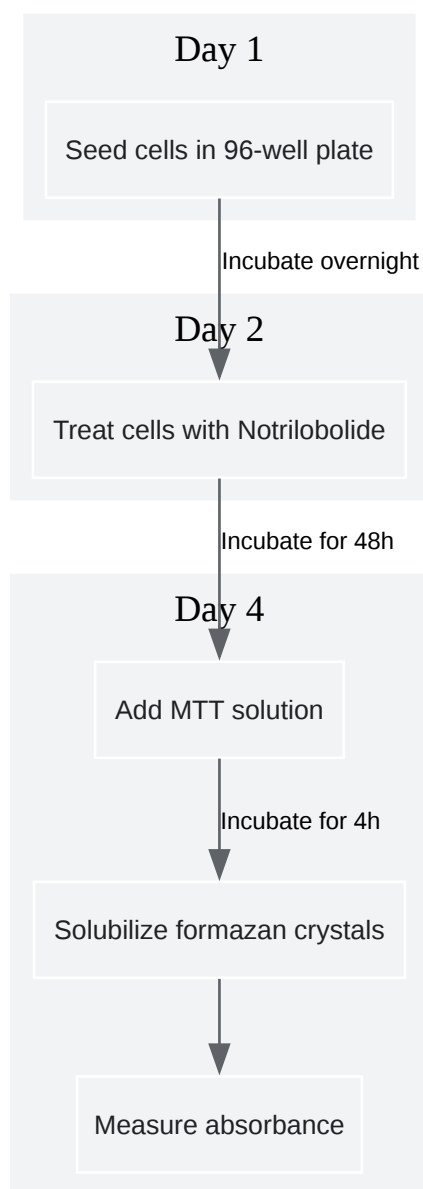 Day 1
Seed cells in 96-well plate
Incubate overnight
Day 2
Treat cells with Notrilobolide
Incubate for 48h
Day 4
Add MTT solution
Incubate for 4h
Solubilize formazan crystals
Measure absorbance